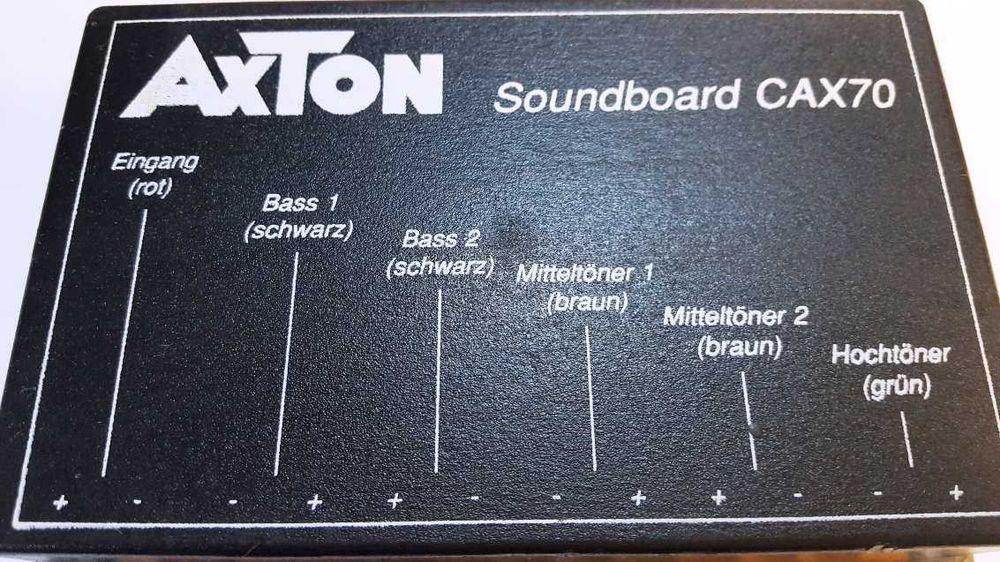 AXTON
Soundboard CAX70
Eingang
(rot)
Bass 1
(schwarz)
Bass 2
(schwarz)
Mitteltöner 1
(braun)
Mitteltöner 2
(braun)
Hochtöner
(grün)
+ - - + + - - + + - - +